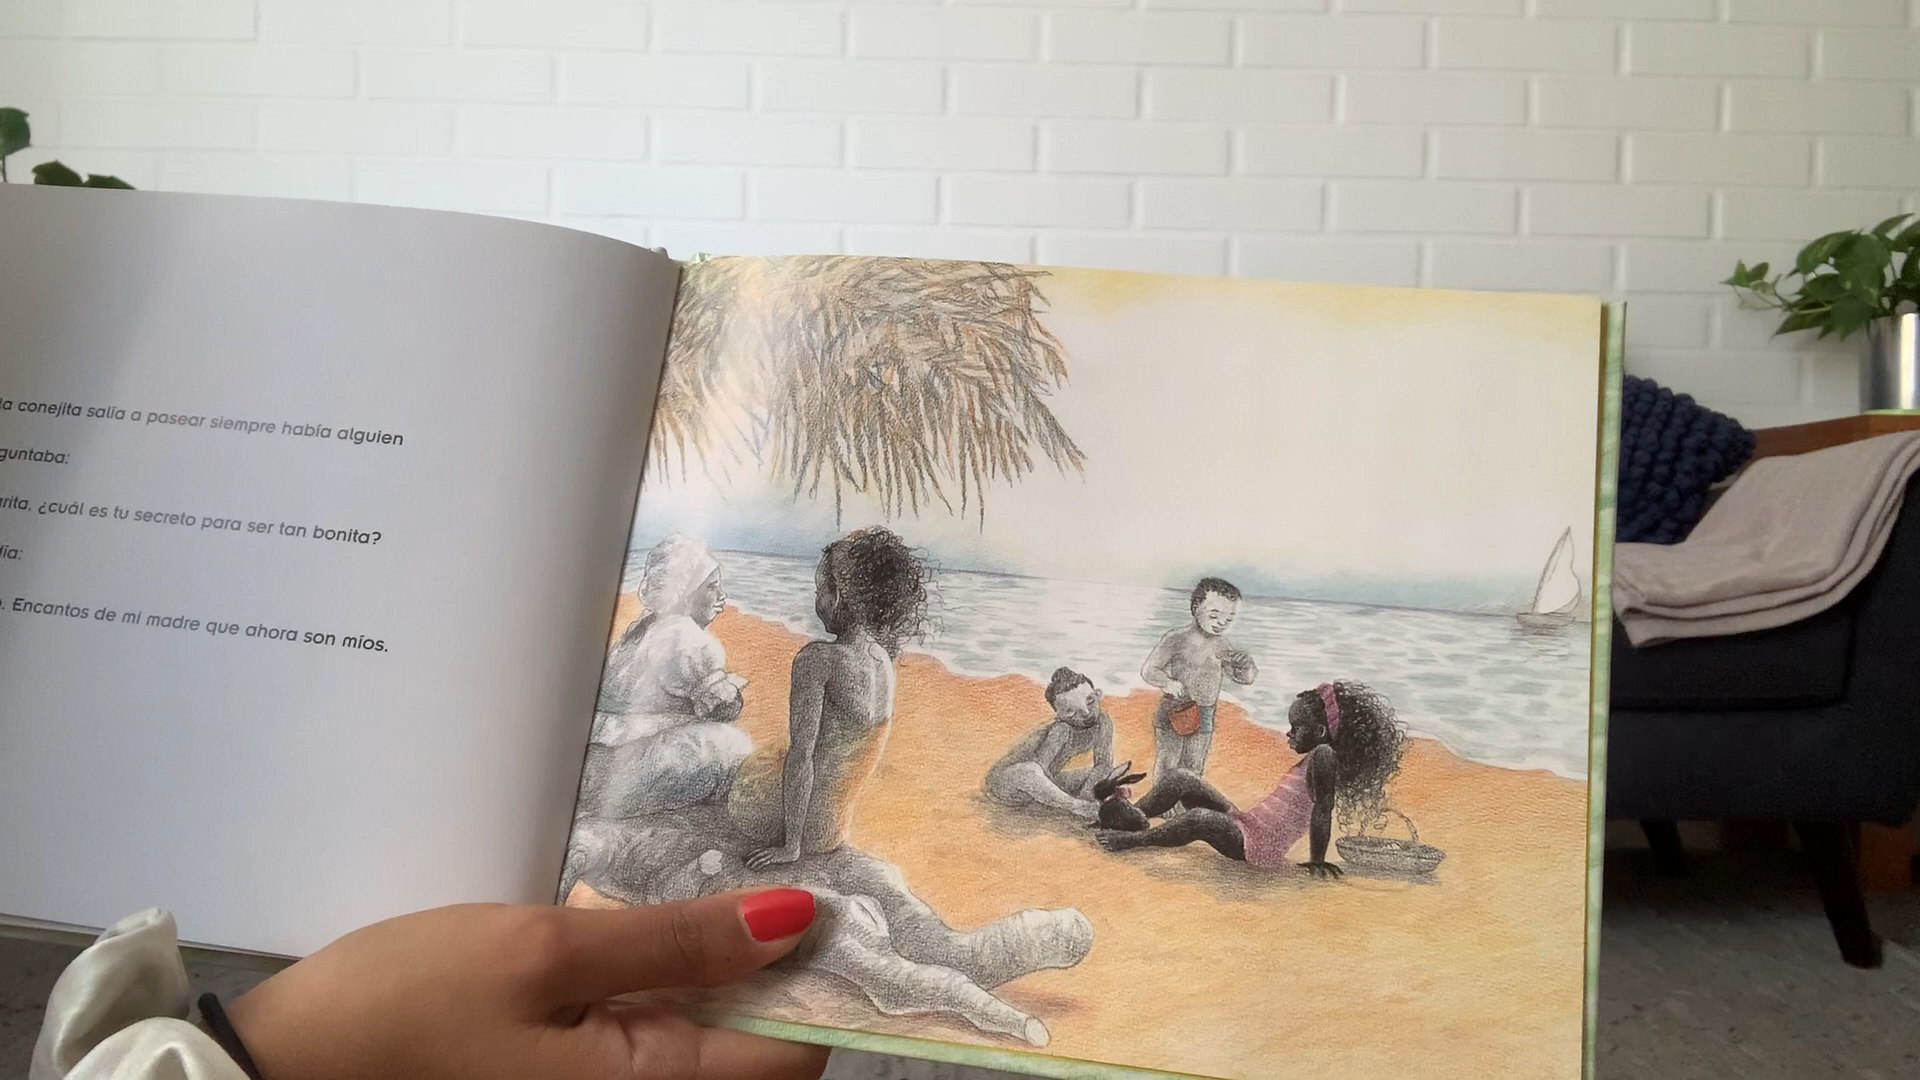 la conejita salía a pasear siempre había alguien
guntaba:
rita, ¿cuál es tu secreto para ser tan bonita?
día:
. Encantos de mi madre que ahora son míos.